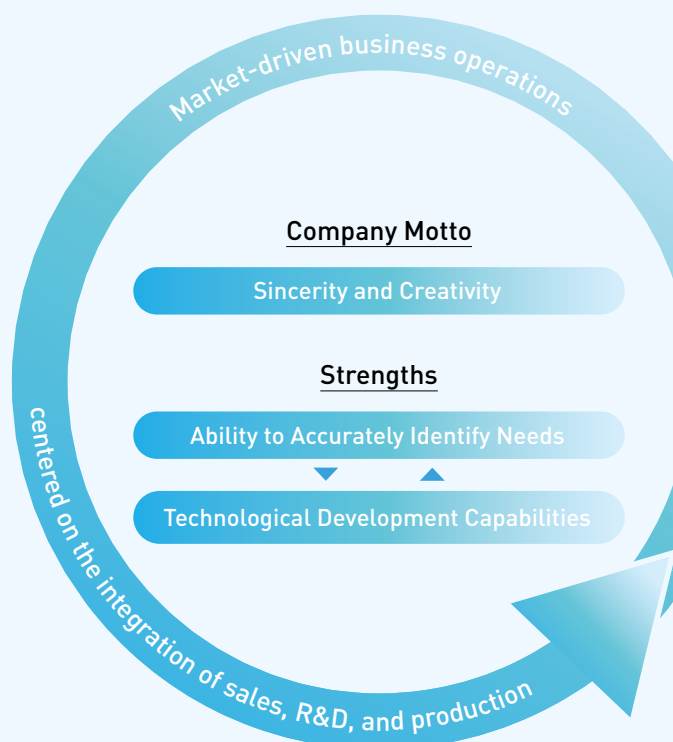 Market-driven business operations
Company Motto
Sincerity and Creativity
Strengths
Ability to Accurately Identify Needs
Technological Development Capabilities
centered on the integration of sales, R&D, and production